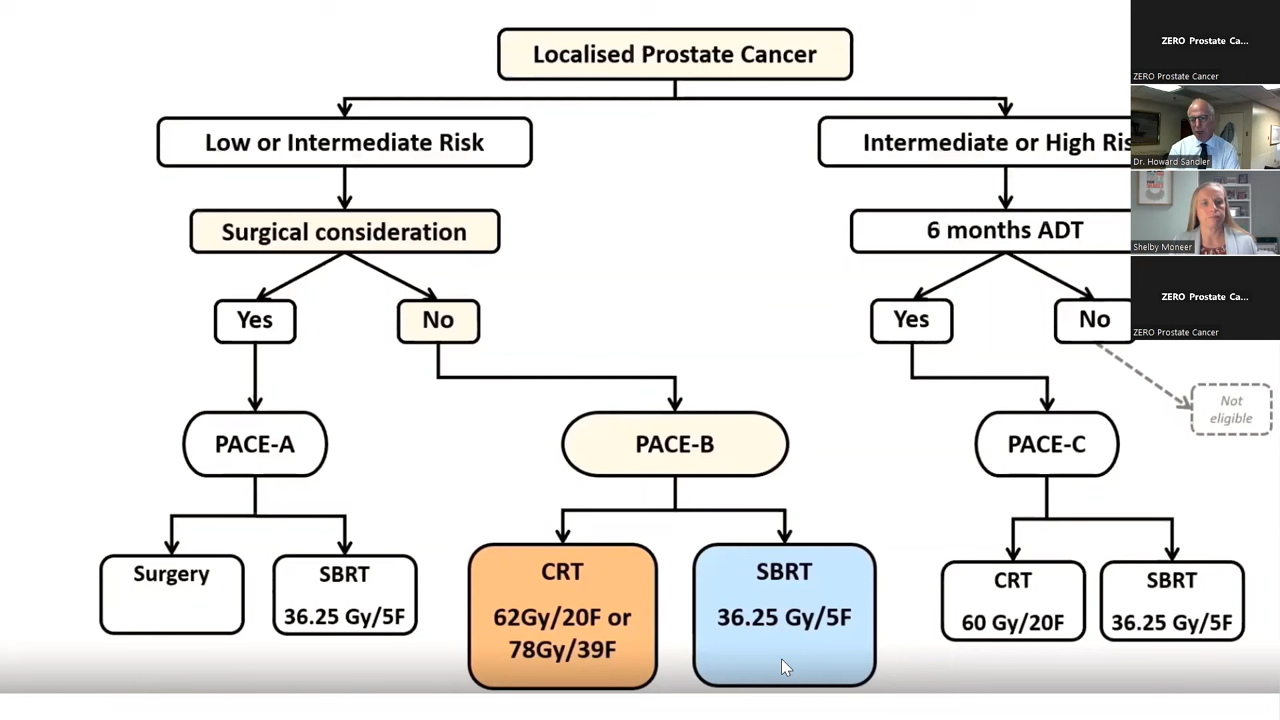 Localised Prostate Cancer
Low or Intermediate Risk
Intermediate or High Ris
Surgical consideration
6 months ADT
Yes
No
Yes
No
Not
eligible
PACE-A
PACE-B
PACE-C
Surgery
SBRT
36.25 Gy/5F
CRT
62Gy/20F or
78Gy/39F
SBRT
36.25 Gy/5F
CRT
60 Gy/20F
SBRT
36.25 Gy/5F
ZERO Prostate Ca...
ZERO Prostate Cancer
Dr. Howard Sandler
Shelby Moneer
ZERO Prostate Ca...
ZERO Prostate Cancer